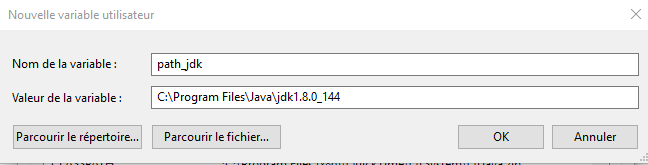 Nouvelle variable utilisateur
Nom de la variable : path_jdk
Valeur de la variable : C:\Program Files\Java\jdk1.8.0_144
Parcourir le répertoire... Parcourir le fichier... OK Annuler